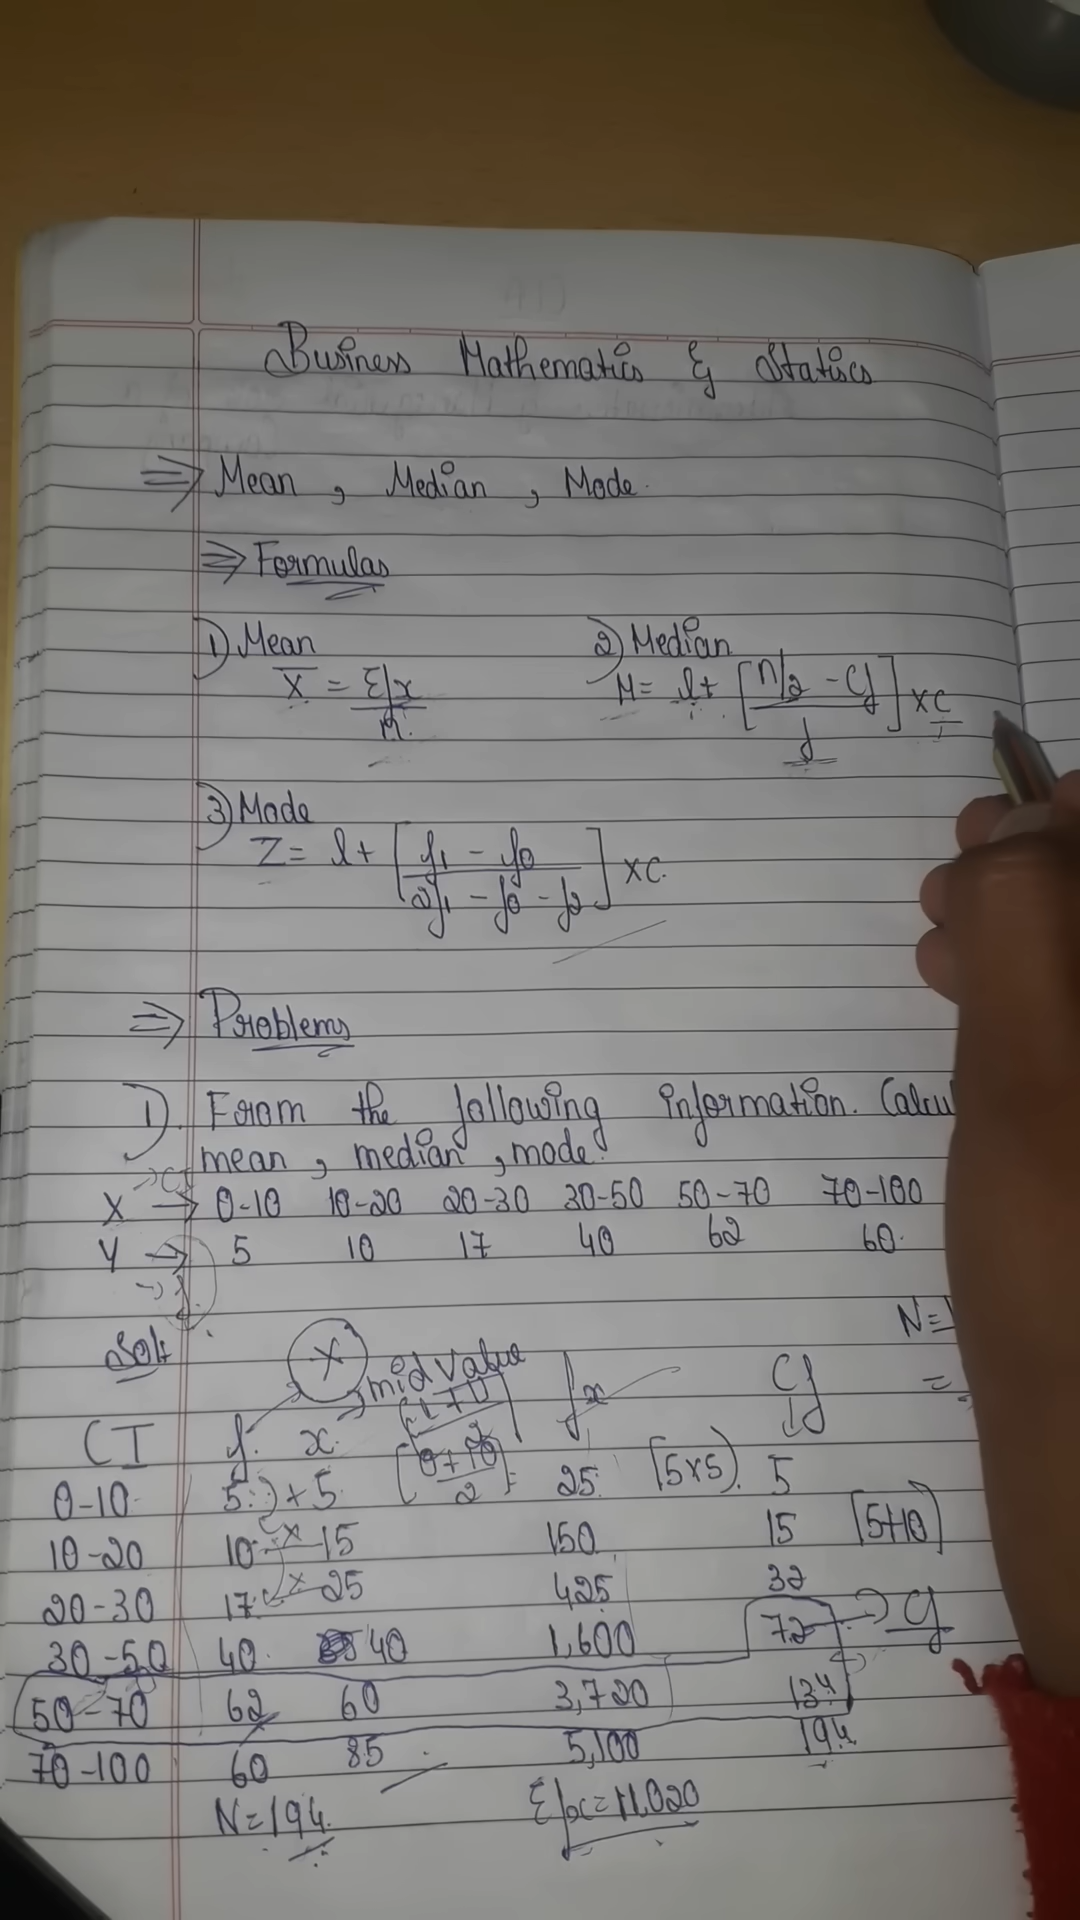 Business Mathematics & Statiscs
⇒ Mean , Median , Mode.
⇒ Formulas
1) Mean 2) Median
X̅ = Σfx / n. M = l + [n/2 - Cf / f] × C
3) Mode
Z = l + [f1 - f0 / 2f1 - f0 - f2] × C.
⇒ Problems
1). From the following information. Calcu
mean , median , mode.
→ CI
X → 0-10 10-20 20-30 30-50 50-70 70-100
Y → 5 10 17 40 62 60.
→ f.
N=
Sol: X mid value fx Cf =
CI f. x.
0-10 5 × 5 [0+10 / 2] = 25 [5×5]. 5
10-20 10 × 15 150 15 [5+10]
20-30 17 × 25 425 32
30-50 40 40 1,600 72 → Cf
50-70 62 60 3,720 134
70-100 60 85 5,100 194
N=194. Σfx=11,020